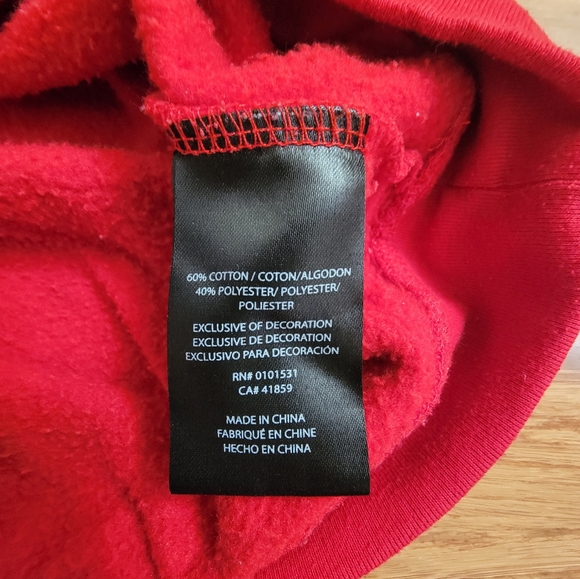 60% COTTON / COTON/ALGODON
40% POLYESTER/ POLYESTER/
POLIESTER
EXCLUSIVE OF DECORATION
EXCLUSIVE DE DECORATION
EXCLUSIVO PARA DECORACIÓN
RN# 0101531
CA# 41859
MADE IN CHINA
FABRIQUÉ EN CHINE
HECHO EN CHINA